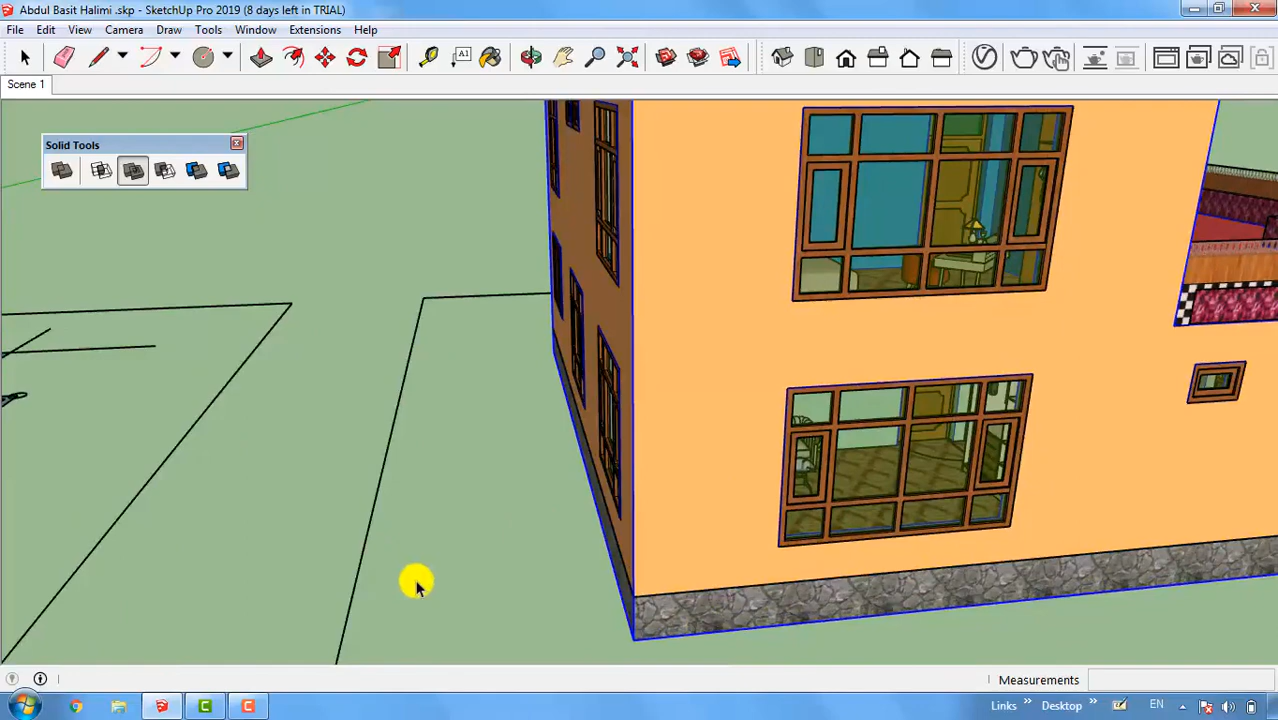 Abdul Basit Halimi .skp - SketchUp Pro 2019 (8 days left in TRIAL)
File Edit View Camera Draw Tools Window Extensions Help
A1
Scene 1
Solid Tools
Measurements
Links » Desktop » EN